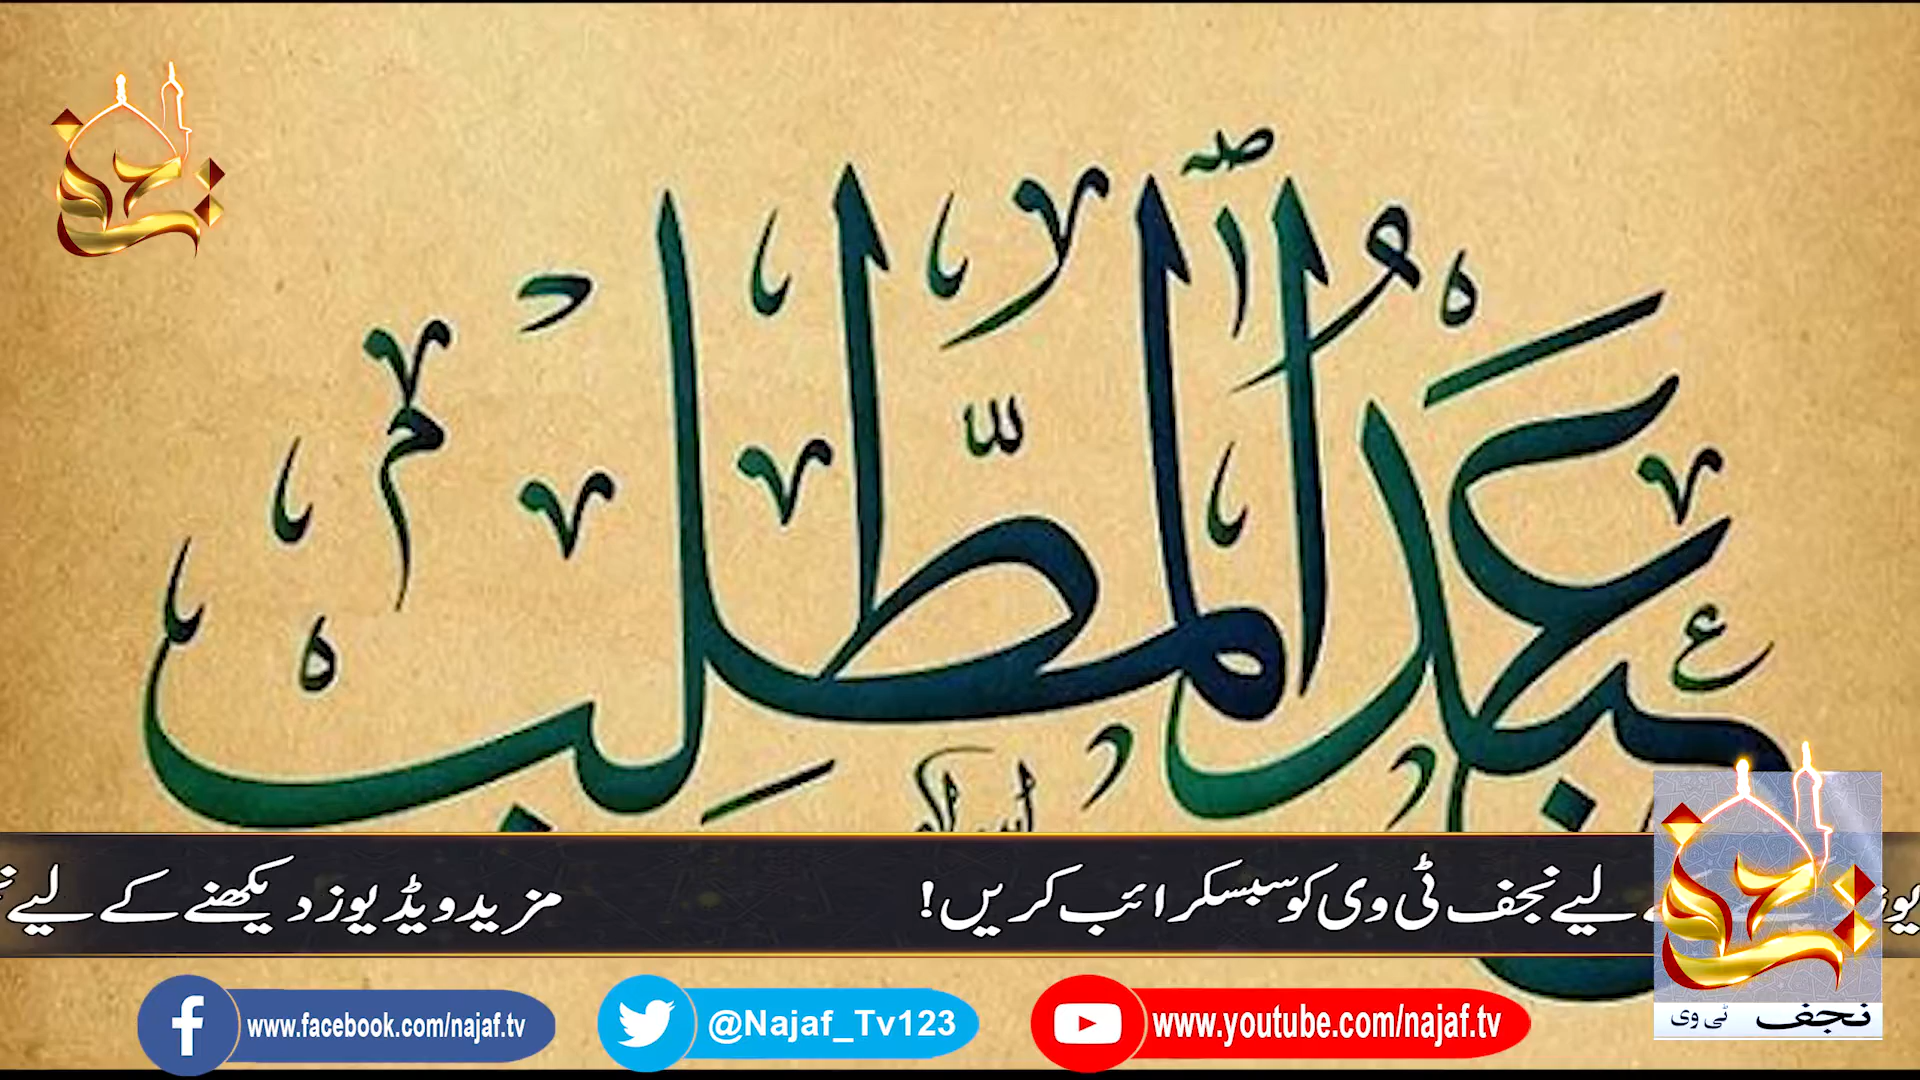 عبد المطلب
لیے نجف ٹی وی کو سبسکرائب کریں!
مزید ویڈیوز دیکھنے کے لیے
نجف ٹی وی
www.facebook.com/najaf.tv
@Najaf_Tv123
www.youtube.com/najaf.tv